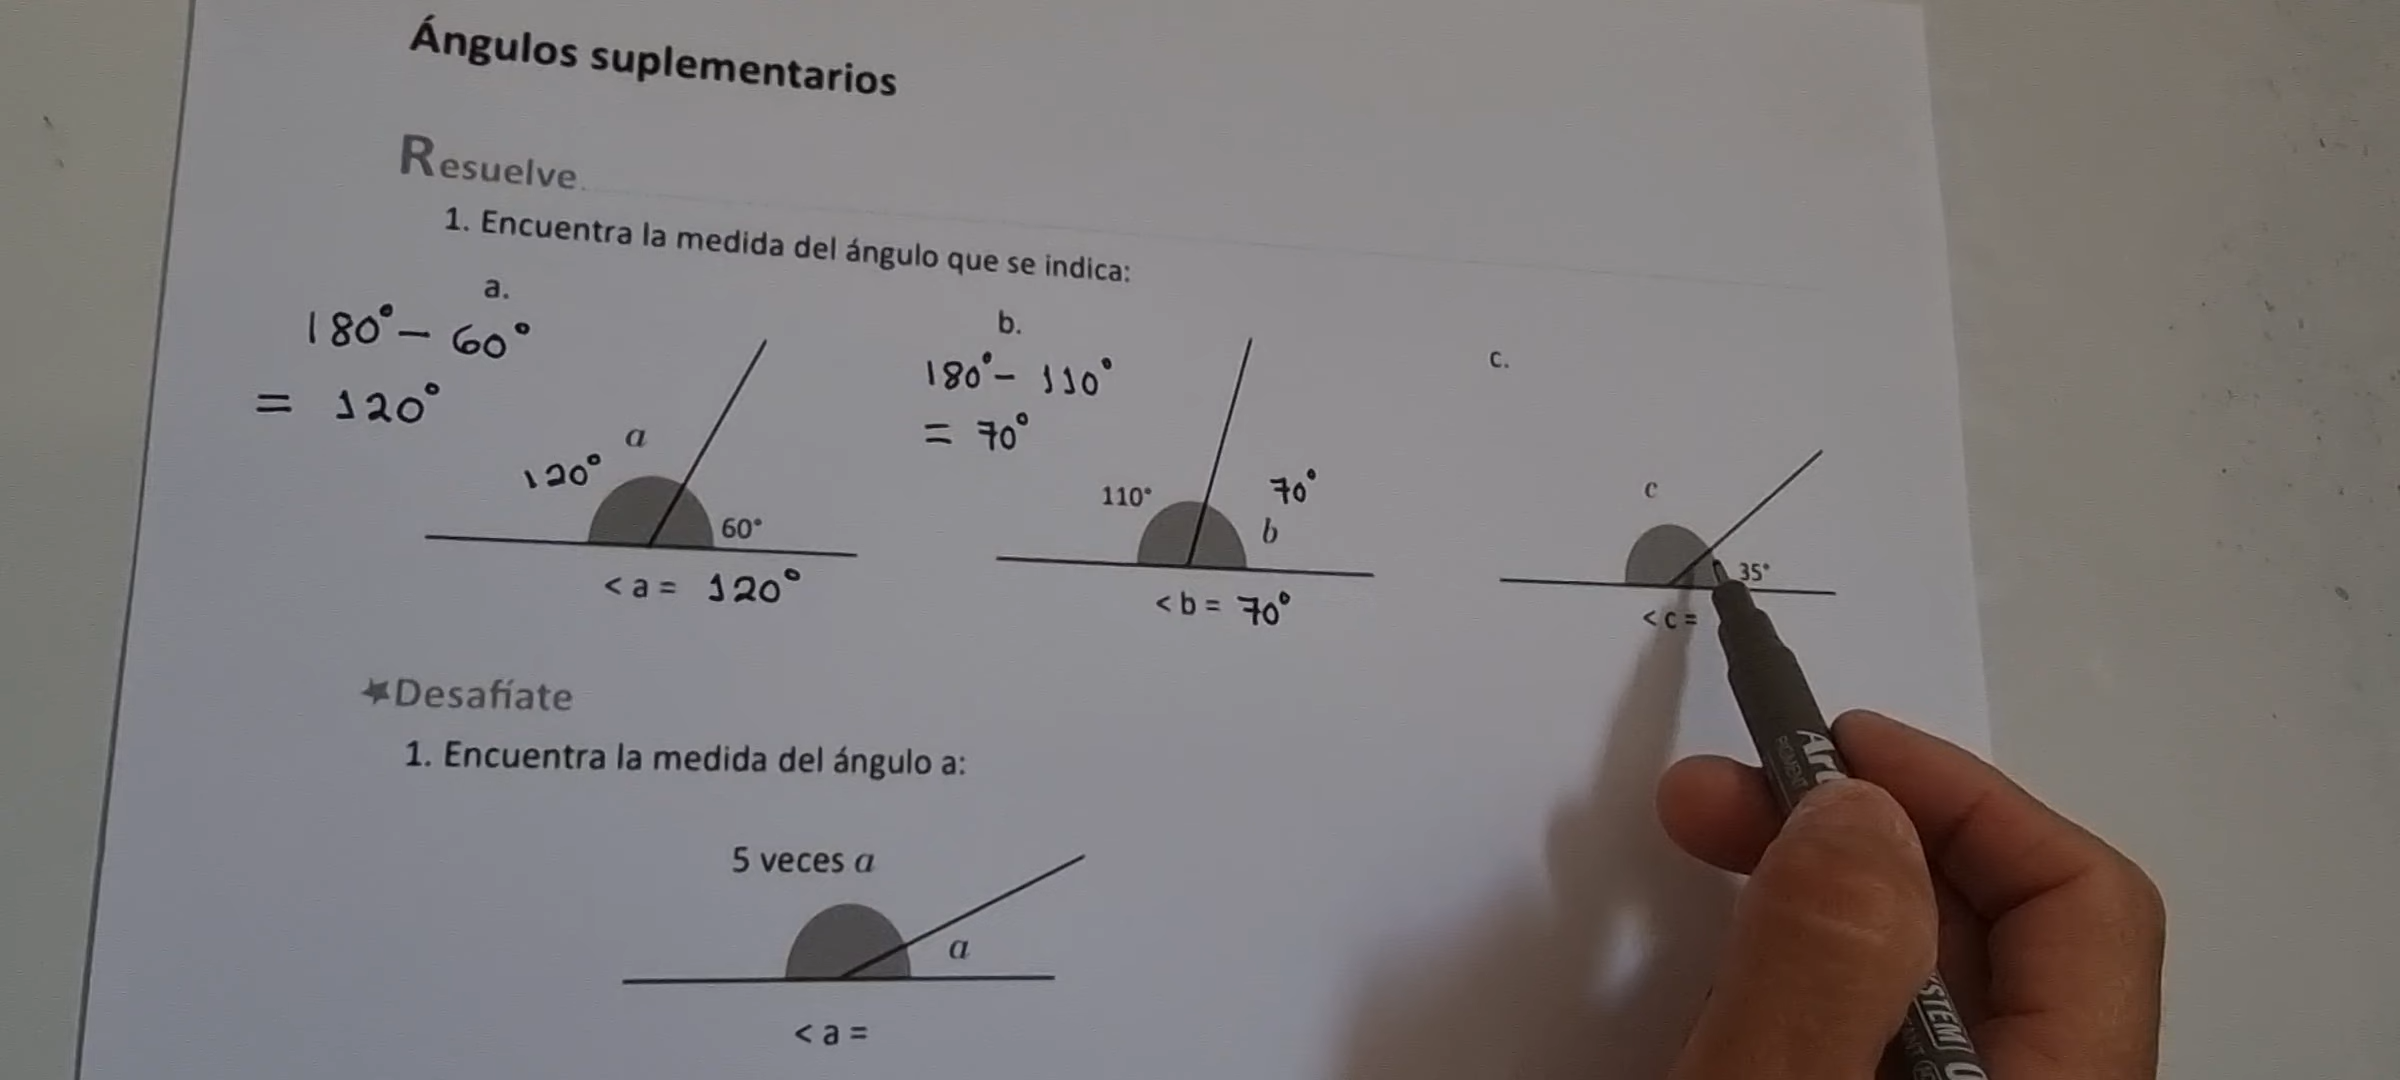 Ángulos suplementarios
Resuelve
1. Encuentra la medida del ángulo que se indica:
a.
180° - 60°
= 120°
a
120°
60°
< a = 120°
b.
180° - 110°
= 70°
110°
70°
b
< b = 70°
c.
c
35°
< c =
Desafíate
1. Encuentra la medida del ángulo a:
5 veces a
a
< a =